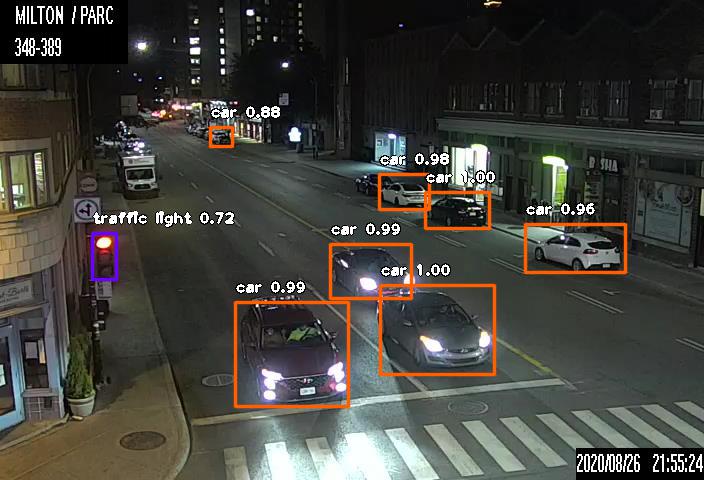 MILTON / PARC
348-389
car 0.88
car 0.98
car 1.00
car 0.96
traffic light 0.72
car 0.99
car 1.00
car 0.99
2020/08/26 21:55:24